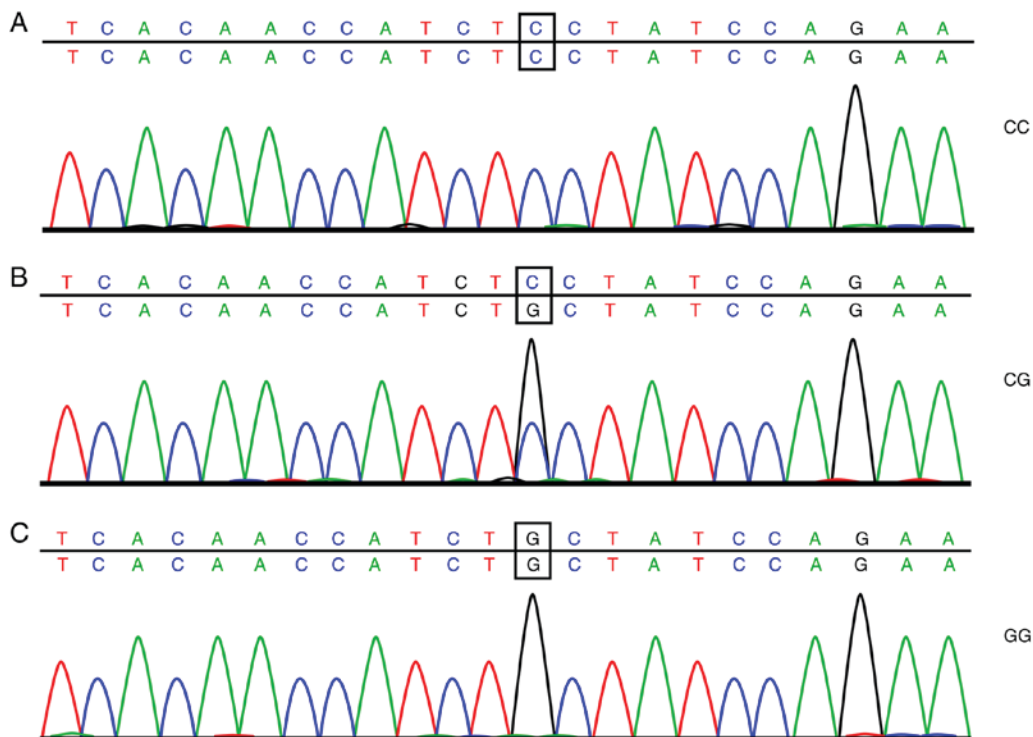 A T C A C A A C C A T C T C C T A T C C A G A A
T C A C A A C C A T C T C C T A T C C A G A A
CC
B T C A C A A C C A T C T C C T A T C C A G A A
T C A C A A C C A T C T G C T A T C C A G A A
CG
C T C A C A A C C A T C T G C T A T C C A G A A
T C A C A A C C A T C T G C T A T C C A G A A
GG